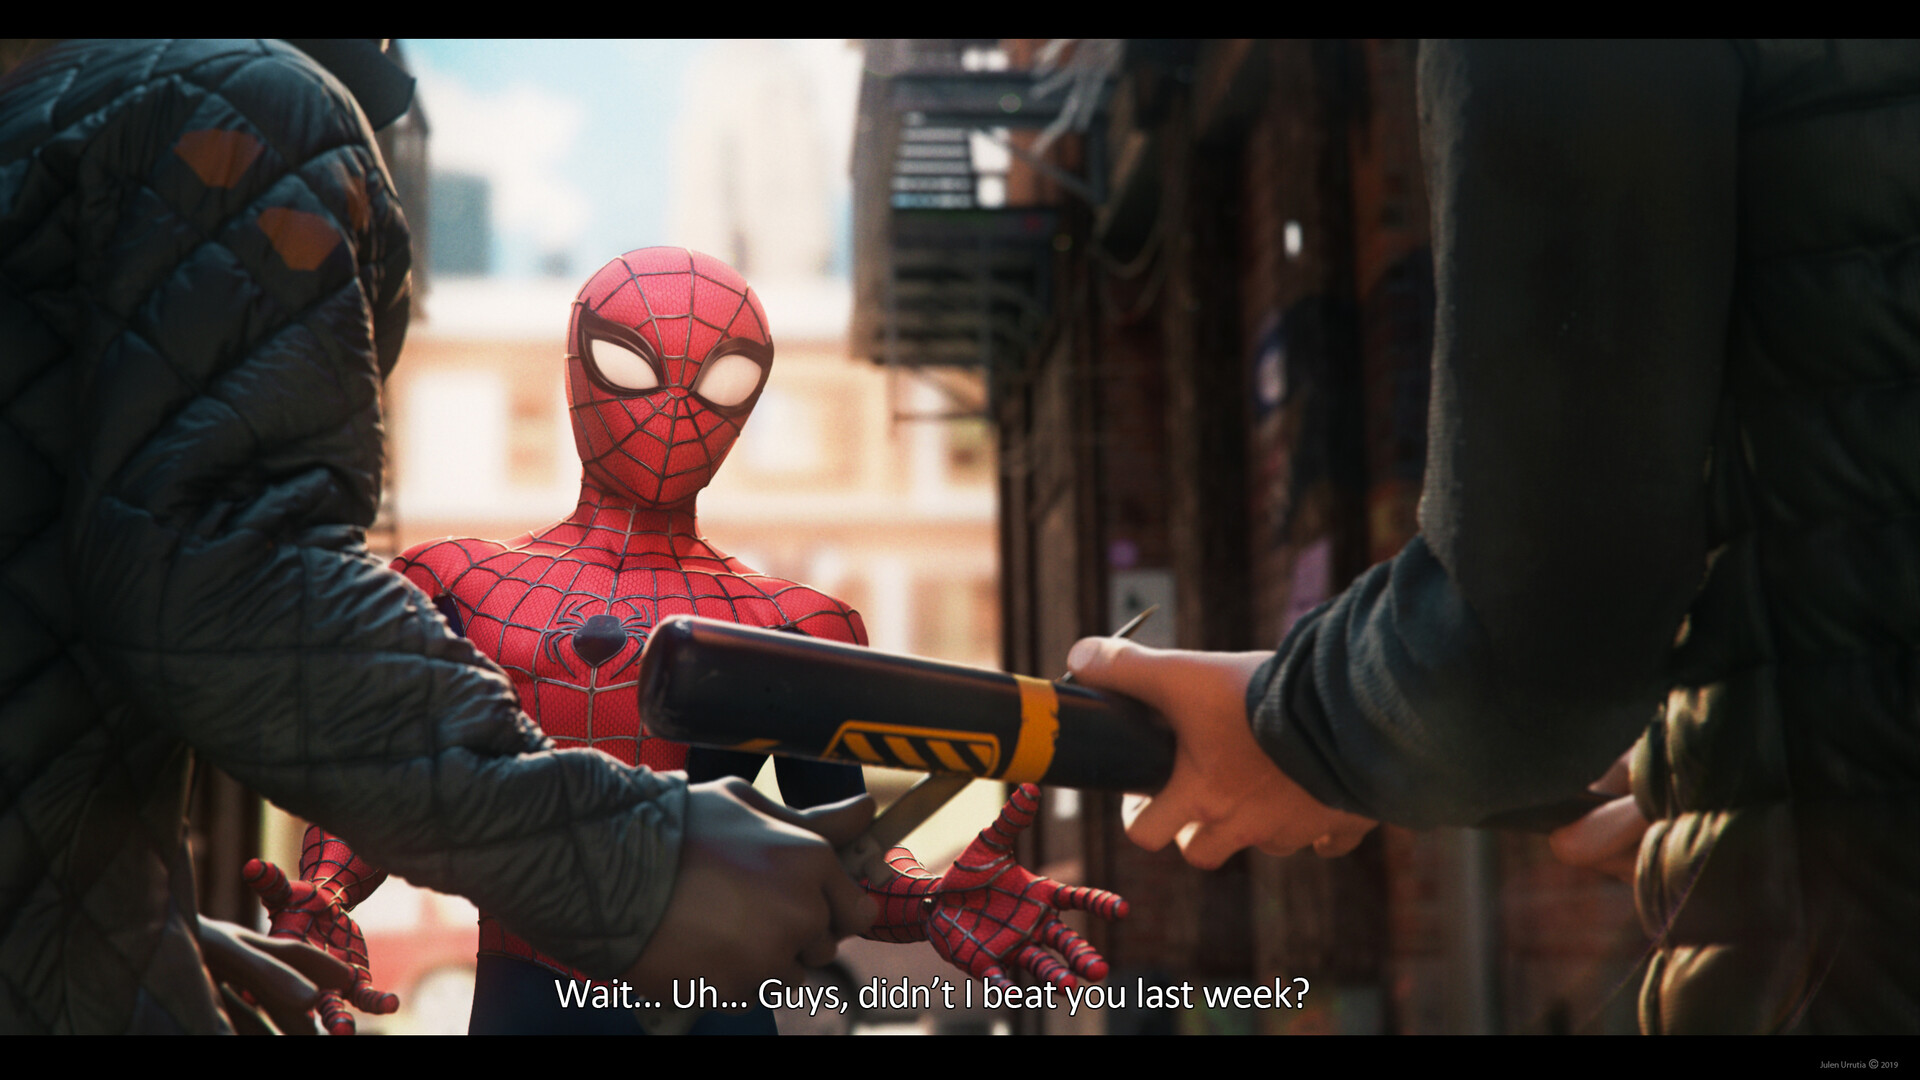 Wait... Uh... Guys, didn't I beat you last week?
Julen Urrutia © 2019